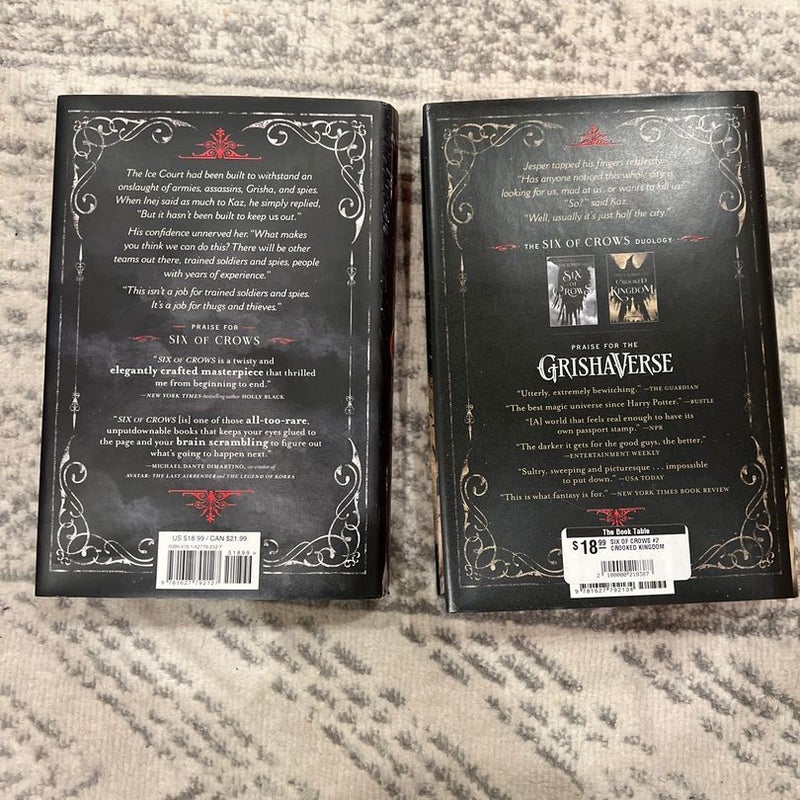 The Ice Court had been built to withstand an
onslaught of armies, assassins, Grisha, and spies.
When Inej said as much to Kaz, he simply replied,
"But it hasn't been built to keep us out."
His confidence unnerved her. "What makes
you think we can do this? There will be other
teams out there, trained soldiers and spies, people
with years of experience."
"This isn't a job for trained soldiers and spies.
It's a job for thugs and thieves."
PRAISE FOR
SIX OF CROWS
"SIX OF CROWS is a twisty and
elegantly crafted masterpiece that thrilled
me from beginning to end."
—NEW YORK TIMES-bestselling author HOLLY BLACK
"SIX OF CROWS [is] one of those all-too-rare,
unputdownable books that keeps your eyes glued to
the page and your brain scrambling to figure out
what's going to happen next."
—MICHAEL DANTE DIMARTINO, co-creator of
AVATAR: THE LAST AIRBENDER and THE LEGEND OF KORRA
US $18.99 / CAN $21.99
ISBN 978-1-62779-212-7
51899>
9 781627 792127
Jesper tapped his fingers restlessly.
"Has anyone noticed this whole city is
looking for us, mad at us, or wants to kill us?"
"So?" said Kaz.
"Well, usually it's just half the city."
THE SIX OF CROWS DUOLOGY
SIX
OF
CROWS
CROOKED
KINGDOM
PRAISE FOR THE
GRISHAVERSE
"Utterly, extremely bewitching." —THE GUARDIAN
"The best magic universe since Harry Potter." —BUSTLE
"[A] world that feels real enough to have its
own passport stamp." —NPR
"The darker it gets for the good guys, the better."
—ENTERTAINMENT WEEKLY
"Sultry, sweeping and picturesque . . . impossible
to put down." —USA TODAY
"This is what fantasy is for." —NEW YORK TIMES BOOK REVIEW
The Book Table
$18.99 SIX OF CROWS #2
CROOKED KINGDOM
9 781627 792134